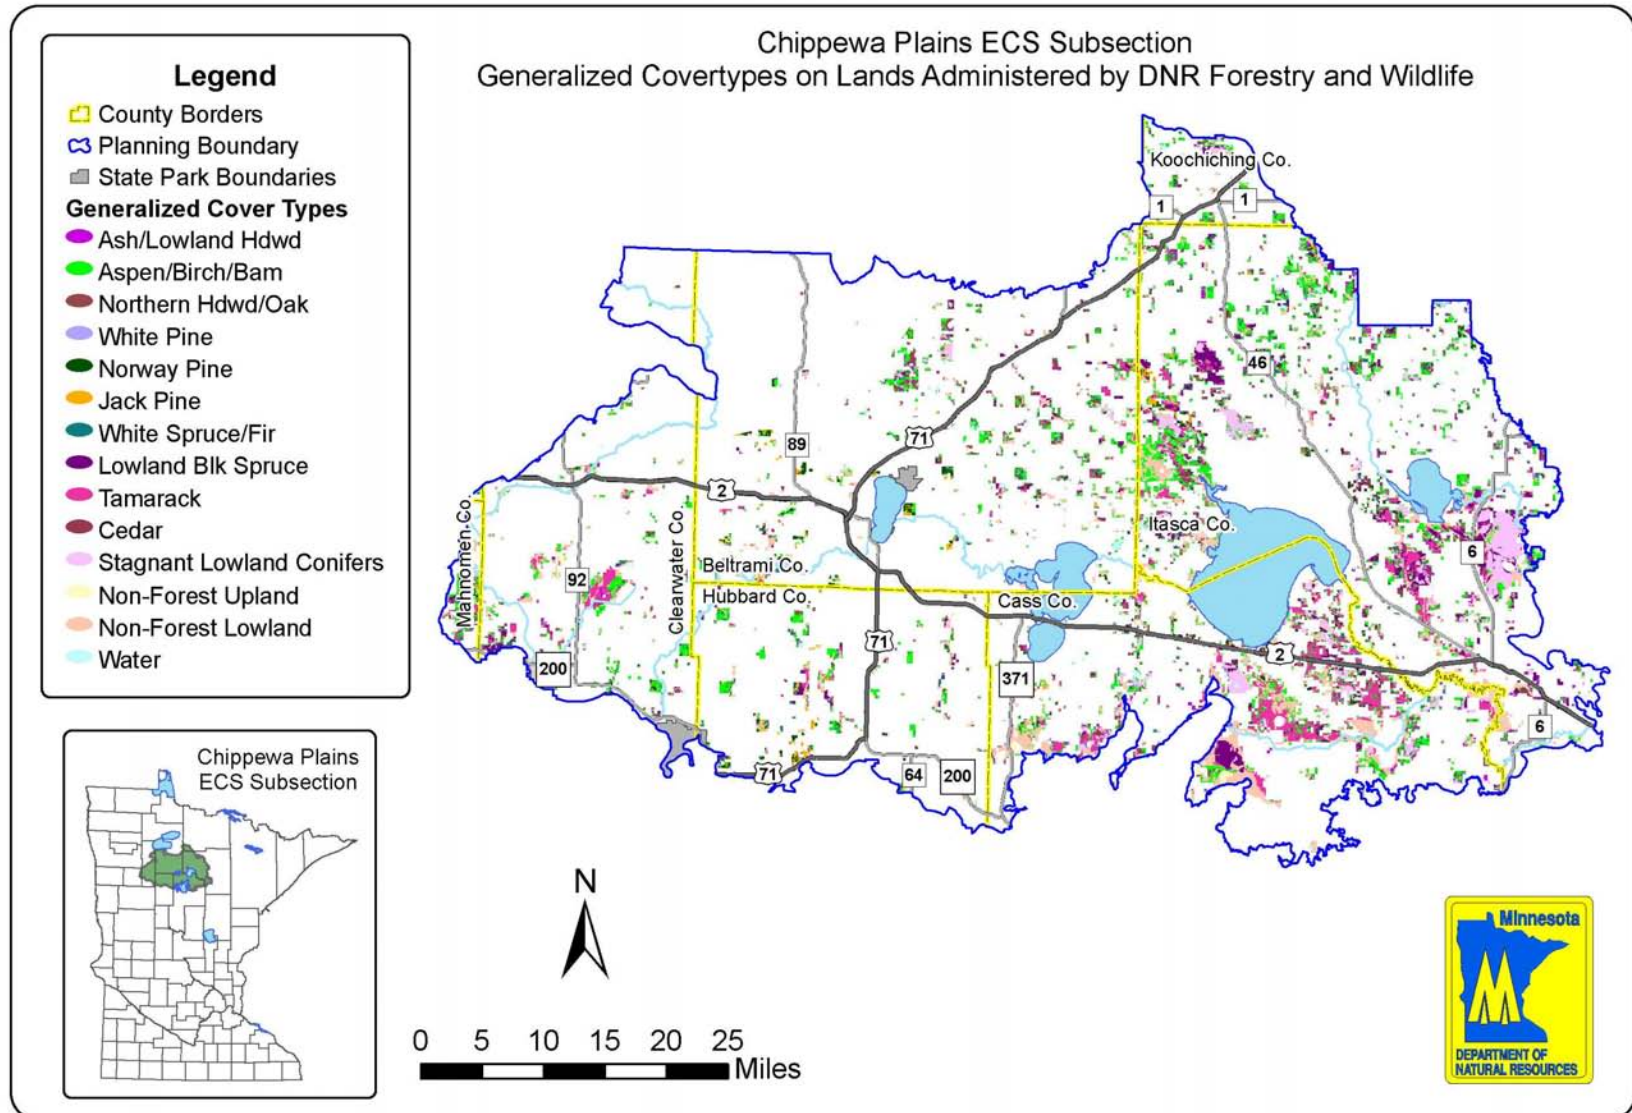 Chippewa Plains ECS Subsection
Generalized Covertypes on Lands Administered by DNR Forestry and Wildlife
Legend
County Borders
Planning Boundary
State Park Boundaries
Generalized Cover Types
Ash/Lowland Hdwd
Aspen/Birch/Bam
Northern Hdwd/Oak
White Pine
Norway Pine
Jack Pine
White Spruce/Fir
Lowland Blk Spruce
Tamarack
Cedar
Stagnant Lowland Conifers
Non-Forest Upland
Non-Forest Lowland
Water
Koochiching Co.
1
1
46
89
71
2
Mahnomen Co.
Clearwater Co.
Itasca Co.
6
92
Beltrami Co.
Hubbard Co.
Cass Co.
71
2
200
371
6
71
64
200
Chippewa Plains
ECS Subsection
N
0 5 10 15 20 25
Miles
Minnesota
DEPARTMENT OF
NATURAL RESOURCES